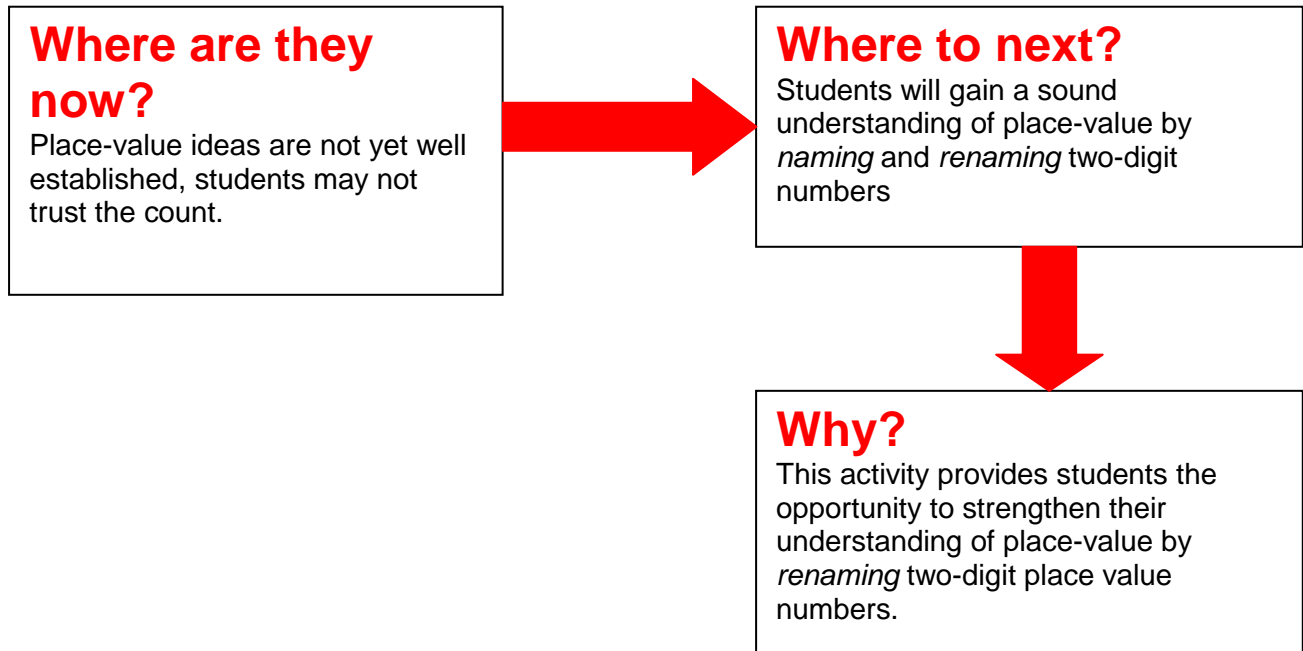 Where are they
now?
Place-value ideas are not yet well
established, students may not
trust the count.
Where to next?
Students will gain a sound
understanding of place-value by
naming and renaming two-digit
numbers
Why?
This activity provides students the
opportunity to strengthen their
understanding of place-value by
renaming two-digit place value
numbers.